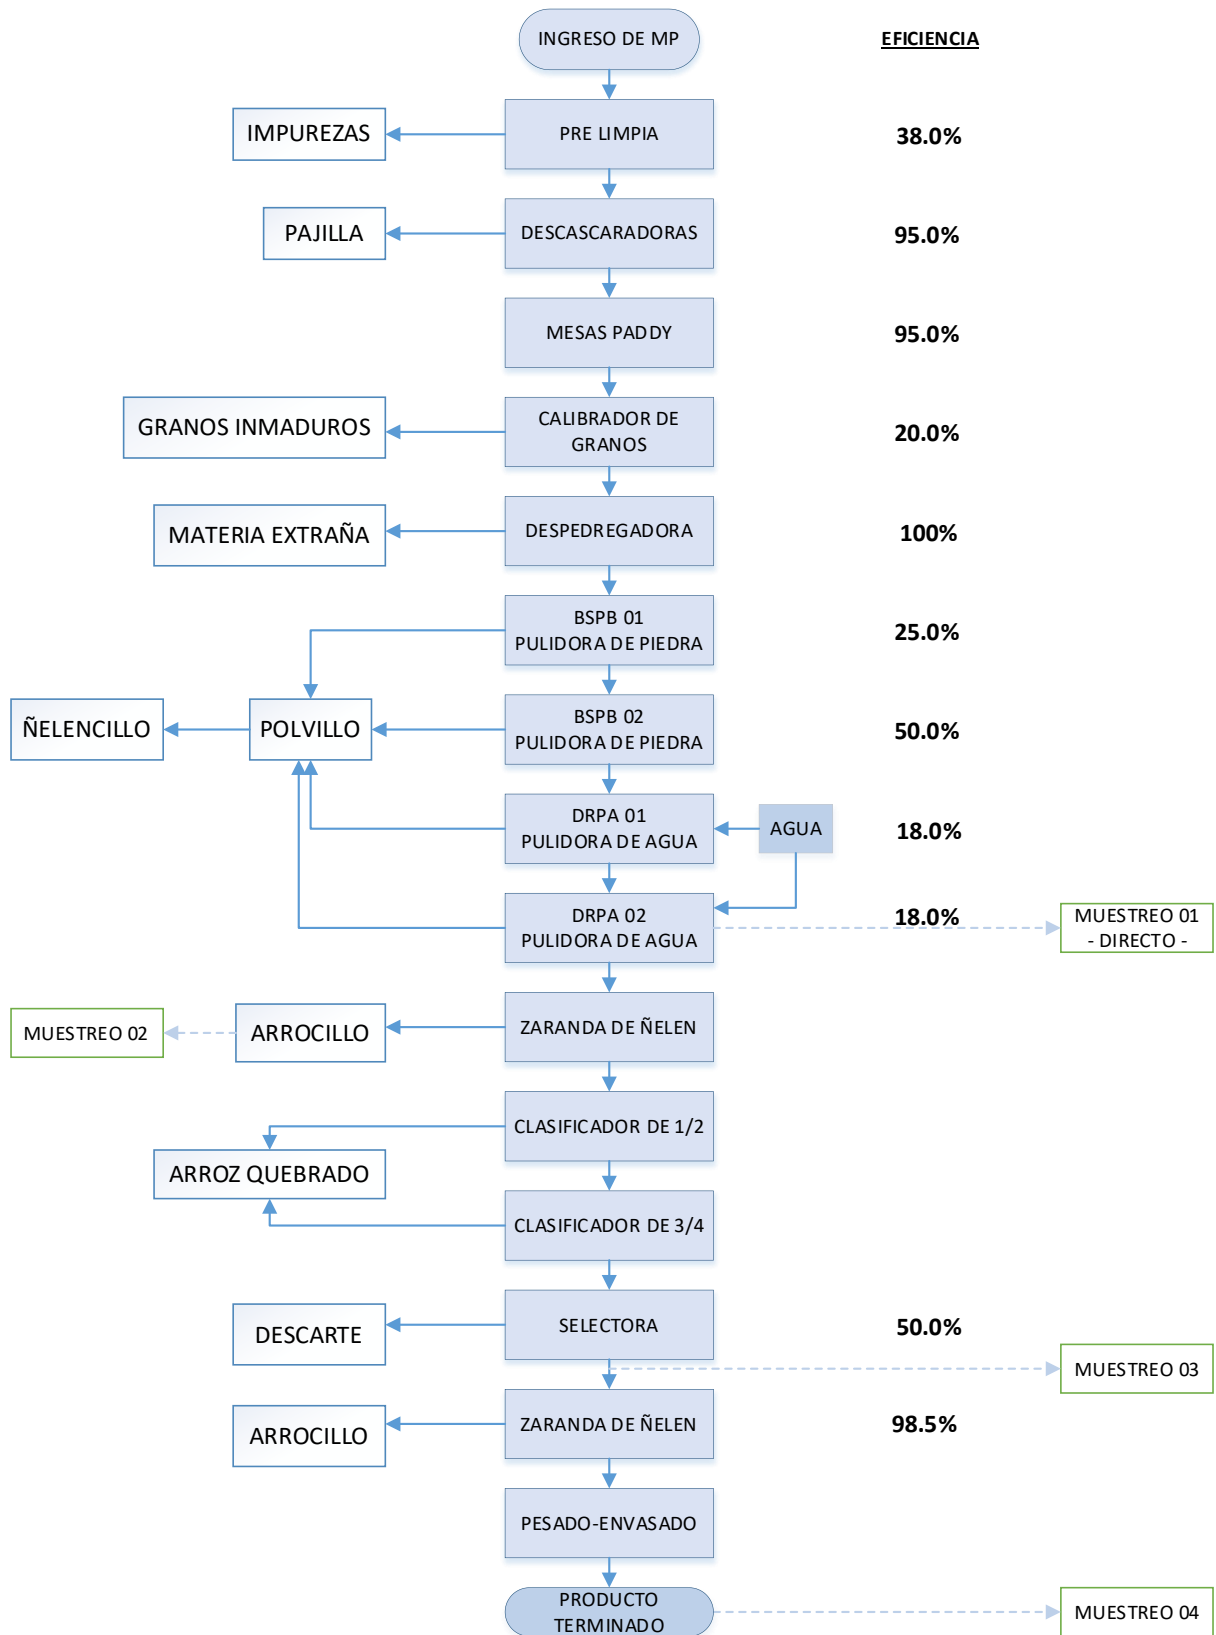 INGRESO DE MP
EFICIENCIA
IMPUREZAS
PRE LIMPIA
38.0%
PAJILLA
DESCASCARADORAS
95.0%
MESAS PADDY
95.0%
GRANOS INMADUROS
CALIBRADOR DE
GRANOS
20.0%
MATERIA EXTRAÑA
DESPEDREGADORA
100%
BSPB 01
PULIDORA DE PIEDRA
25.0%
ÑELENCILLO
POLVILLO
BSPB 02
PULIDORA DE PIEDRA
50.0%
DRPA 01
PULIDORA DE AGUA
AGUA
18.0%
DRPA 02
PULIDORA DE AGUA
18.0%
MUESTREO 01
- DIRECTO -
MUESTREO 02
ARROCILLO
ZARANDA DE ÑELEN
CLASIFICADOR DE 1/2
ARROZ QUEBRADO
CLASIFICADOR DE 3/4
DESCARTE
SELECTORA
50.0%
MUESTREO 03
ARROCILLO
ZARANDA DE ÑELEN
98.5%
PESADO-ENVASADO
PRODUCTO
TERMINADO
MUESTREO 04